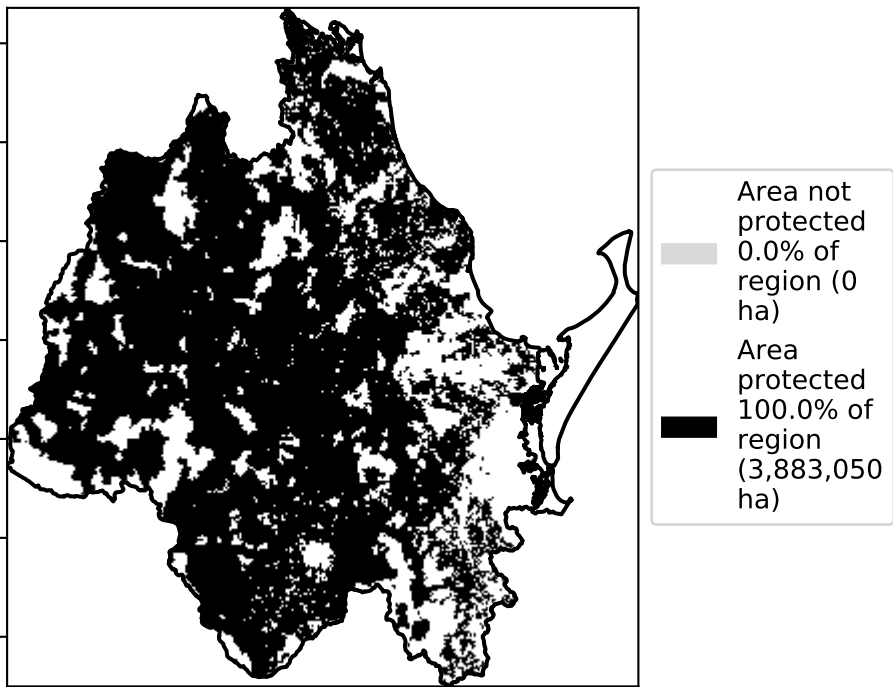 Area not
protected
0.0% of
region (0
ha)
Area
protected
100.0% of
region
(3,883,050
ha)